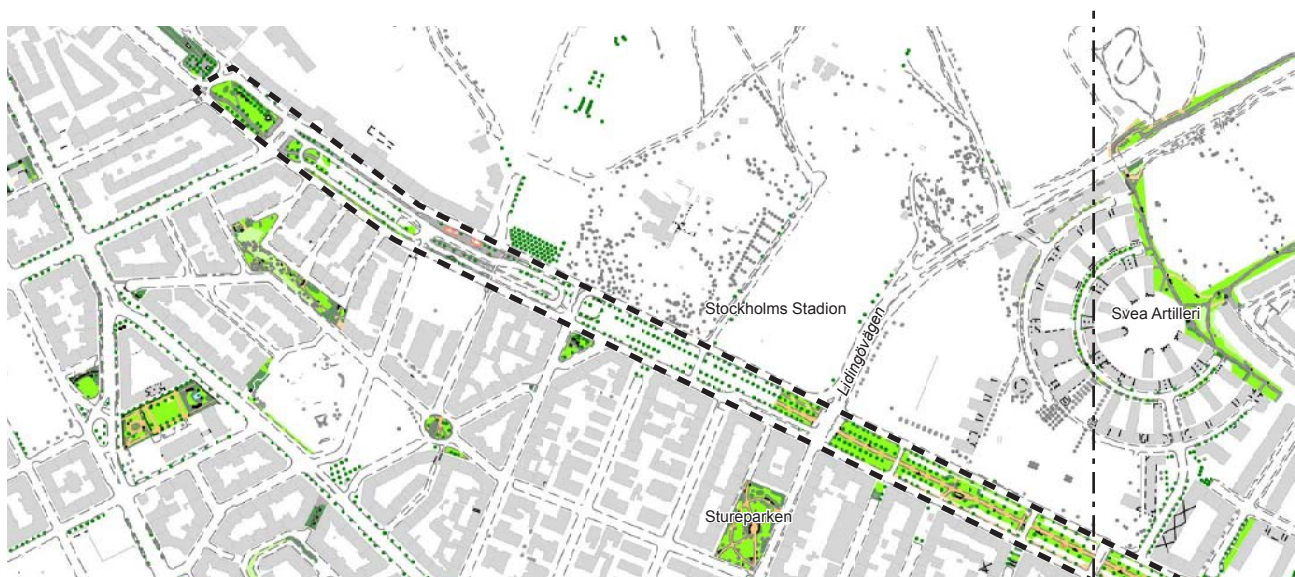 Stockholms Stadion
Lidingövägen
Svea Artilleri
Stureparken